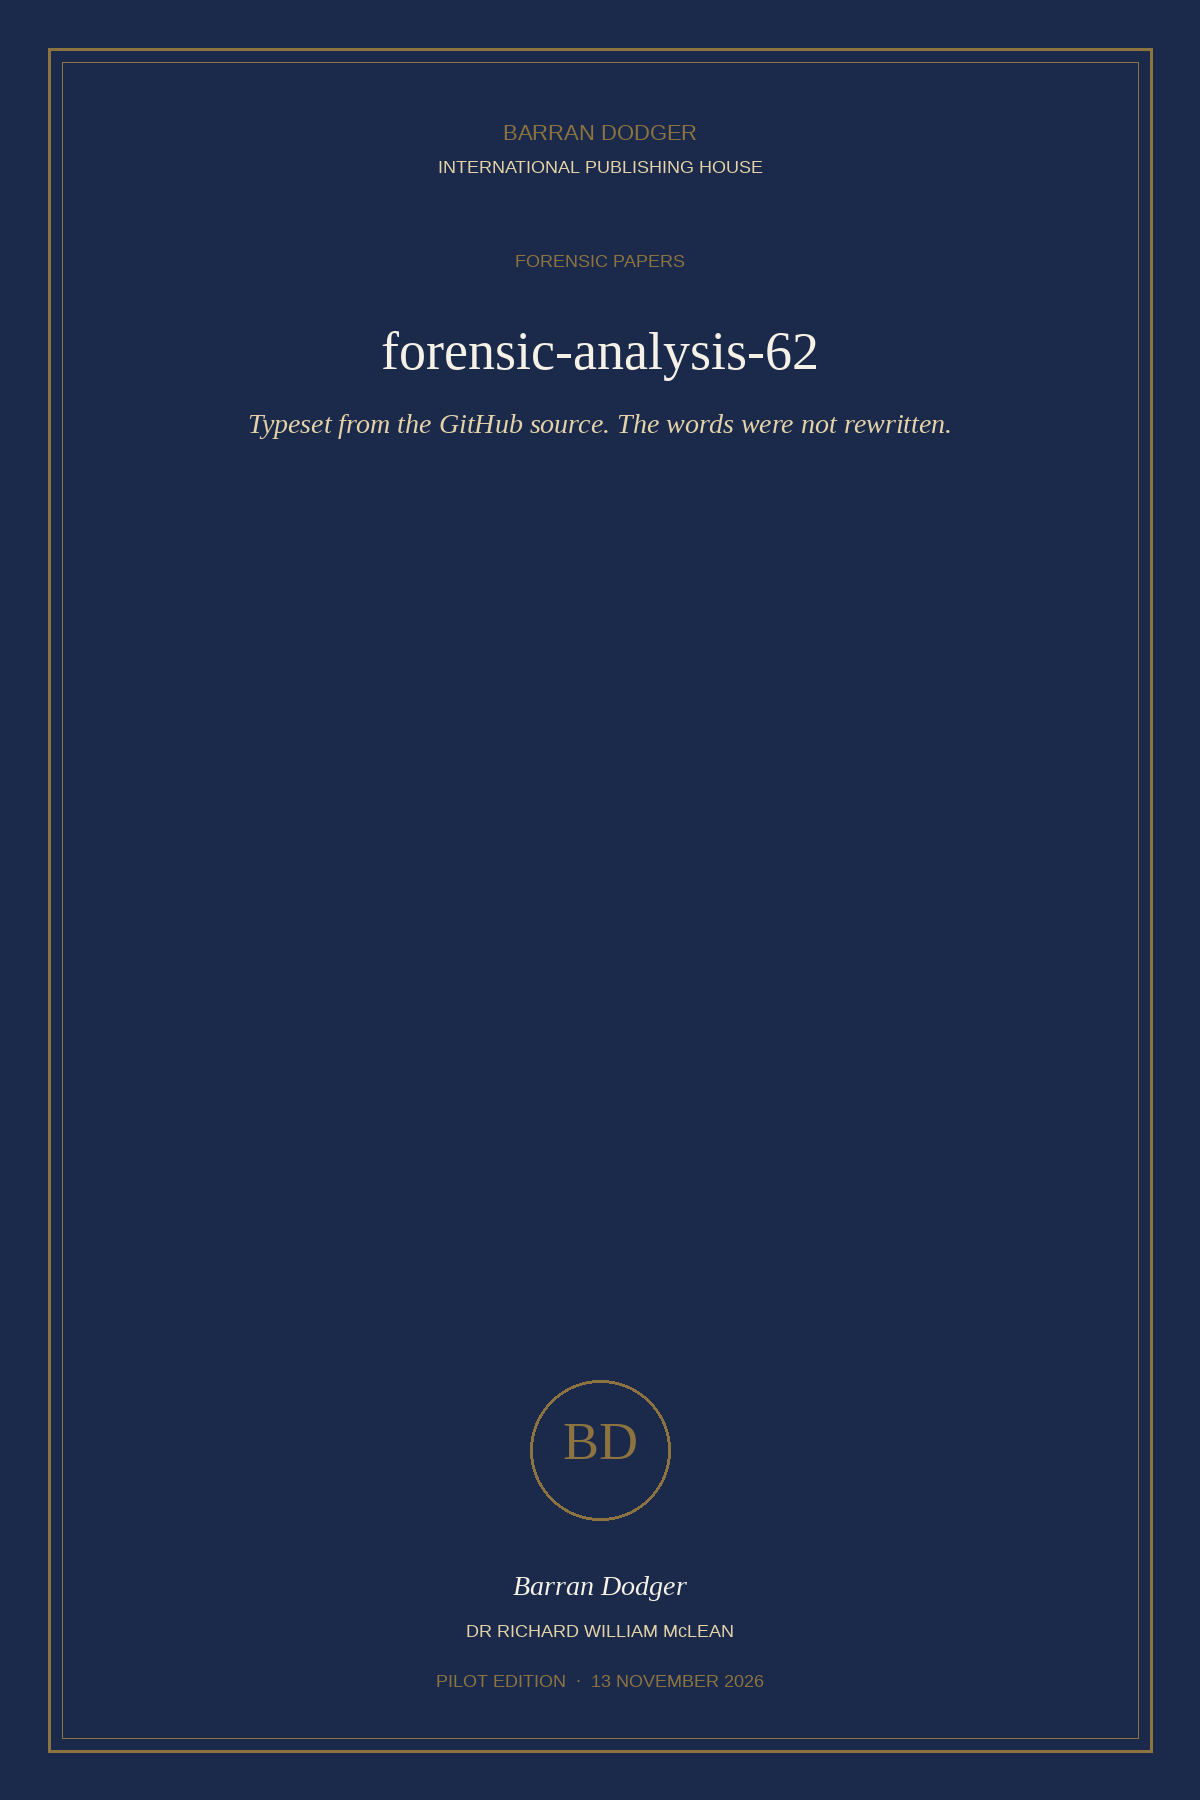 BARRAN DODGER
INTERNATIONAL PUBLISHING HOUSE
FORENSIC PAPERS
forensic-analysis-62
Typeset from the GitHub source. The words were not rewritten.
BD
Barran Dodger
DR RICHARD WILLIAM McLEAN
PILOT EDITION · 13 NOVEMBER 2026